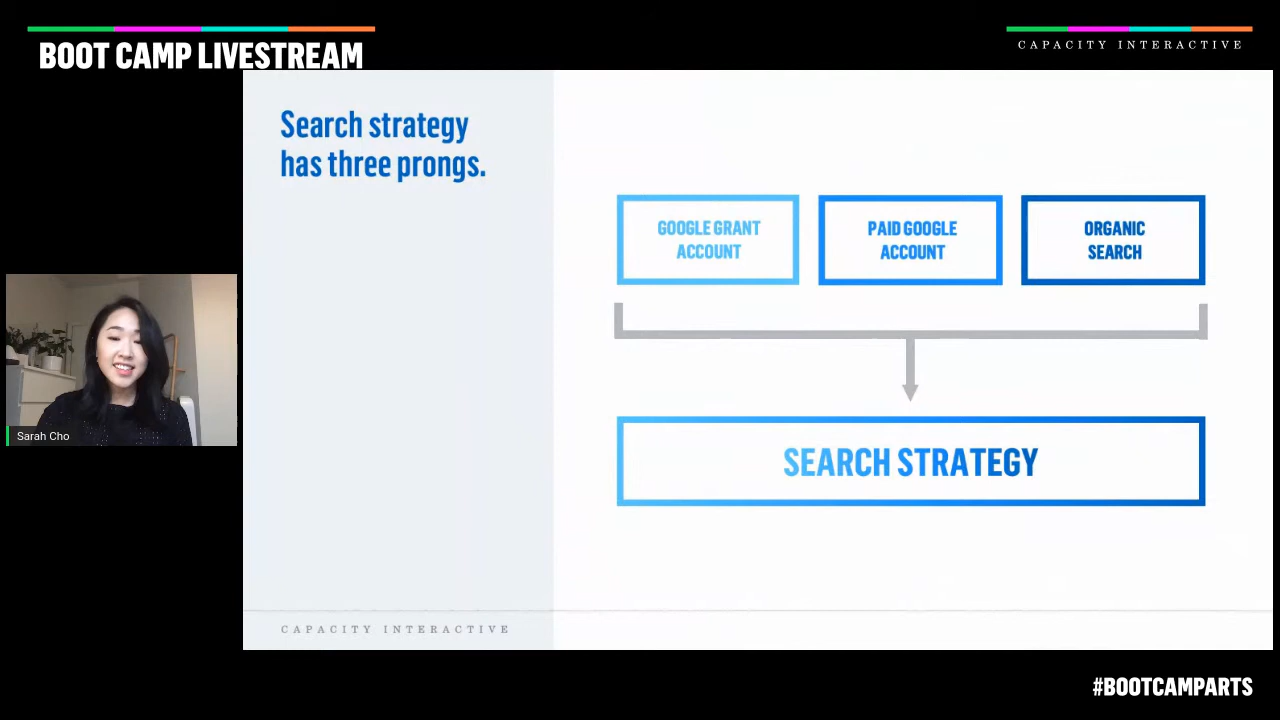 BOOT CAMP LIVESTREAM
CAPACITY INTERACTIVE
Search strategy
has three prongs.
GOOGLE GRANT
ACCOUNT
PAID GOOGLE
ACCOUNT
ORGANIC
SEARCH
SEARCH STRATEGY
Sarah Cho
CAPACITY INTERACTIVE
#BOOTCAMPARTS